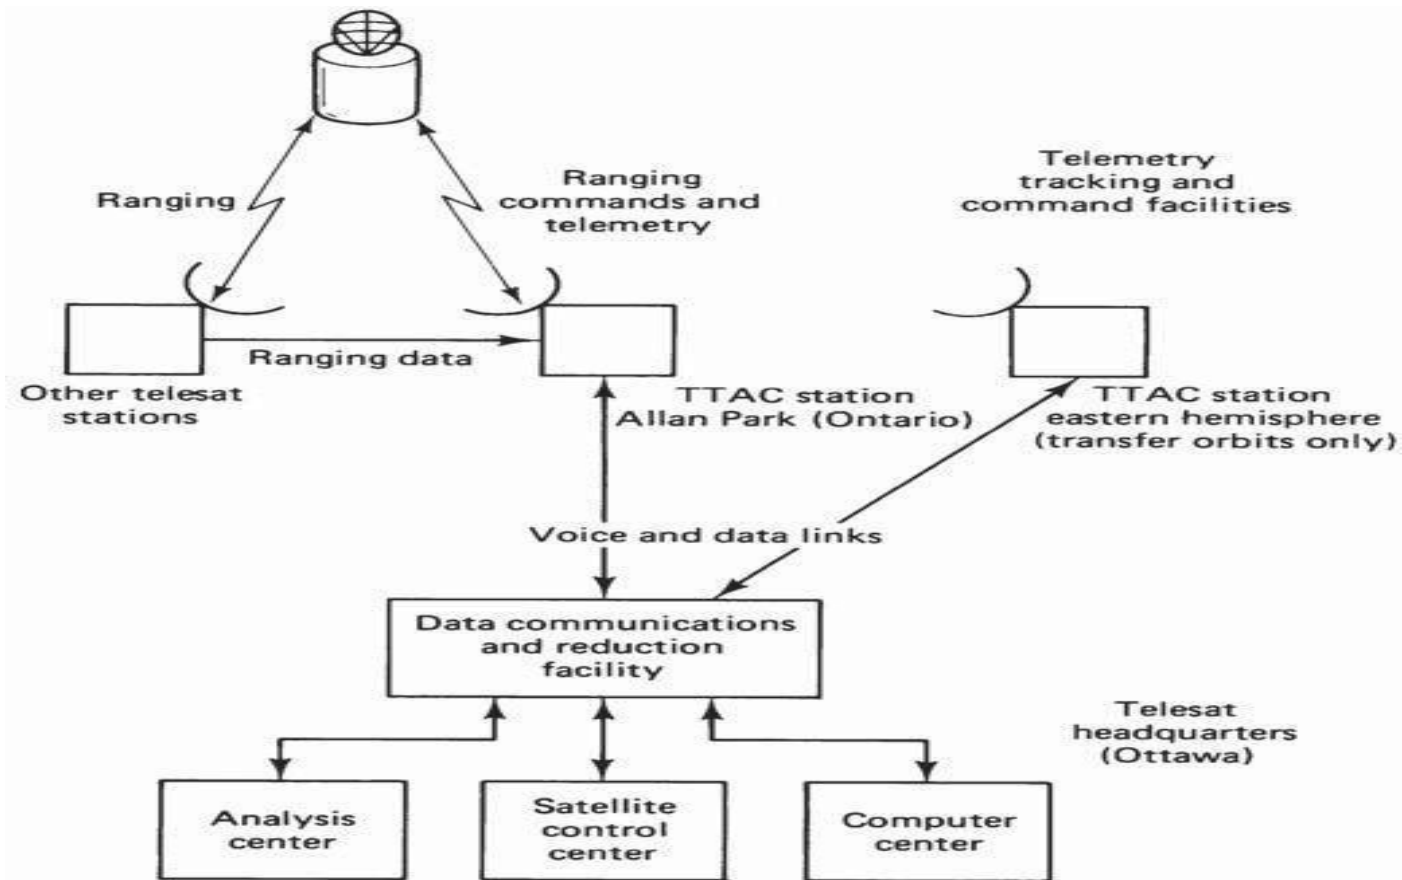 Ranging
Ranging
commands and
telemetry
Telemetry
tracking and
command facilities
Ranging data
Other telesat
stations
TTAC station
Allan Park (Ontario)
TTAC station
eastern hemisphere
(transfer orbits only)
Voice and data links
Data communications
and reduction
facility
Telesat
headquarters
(Ottawa)
Analysis
center
Satellite
control
center
Computer
center